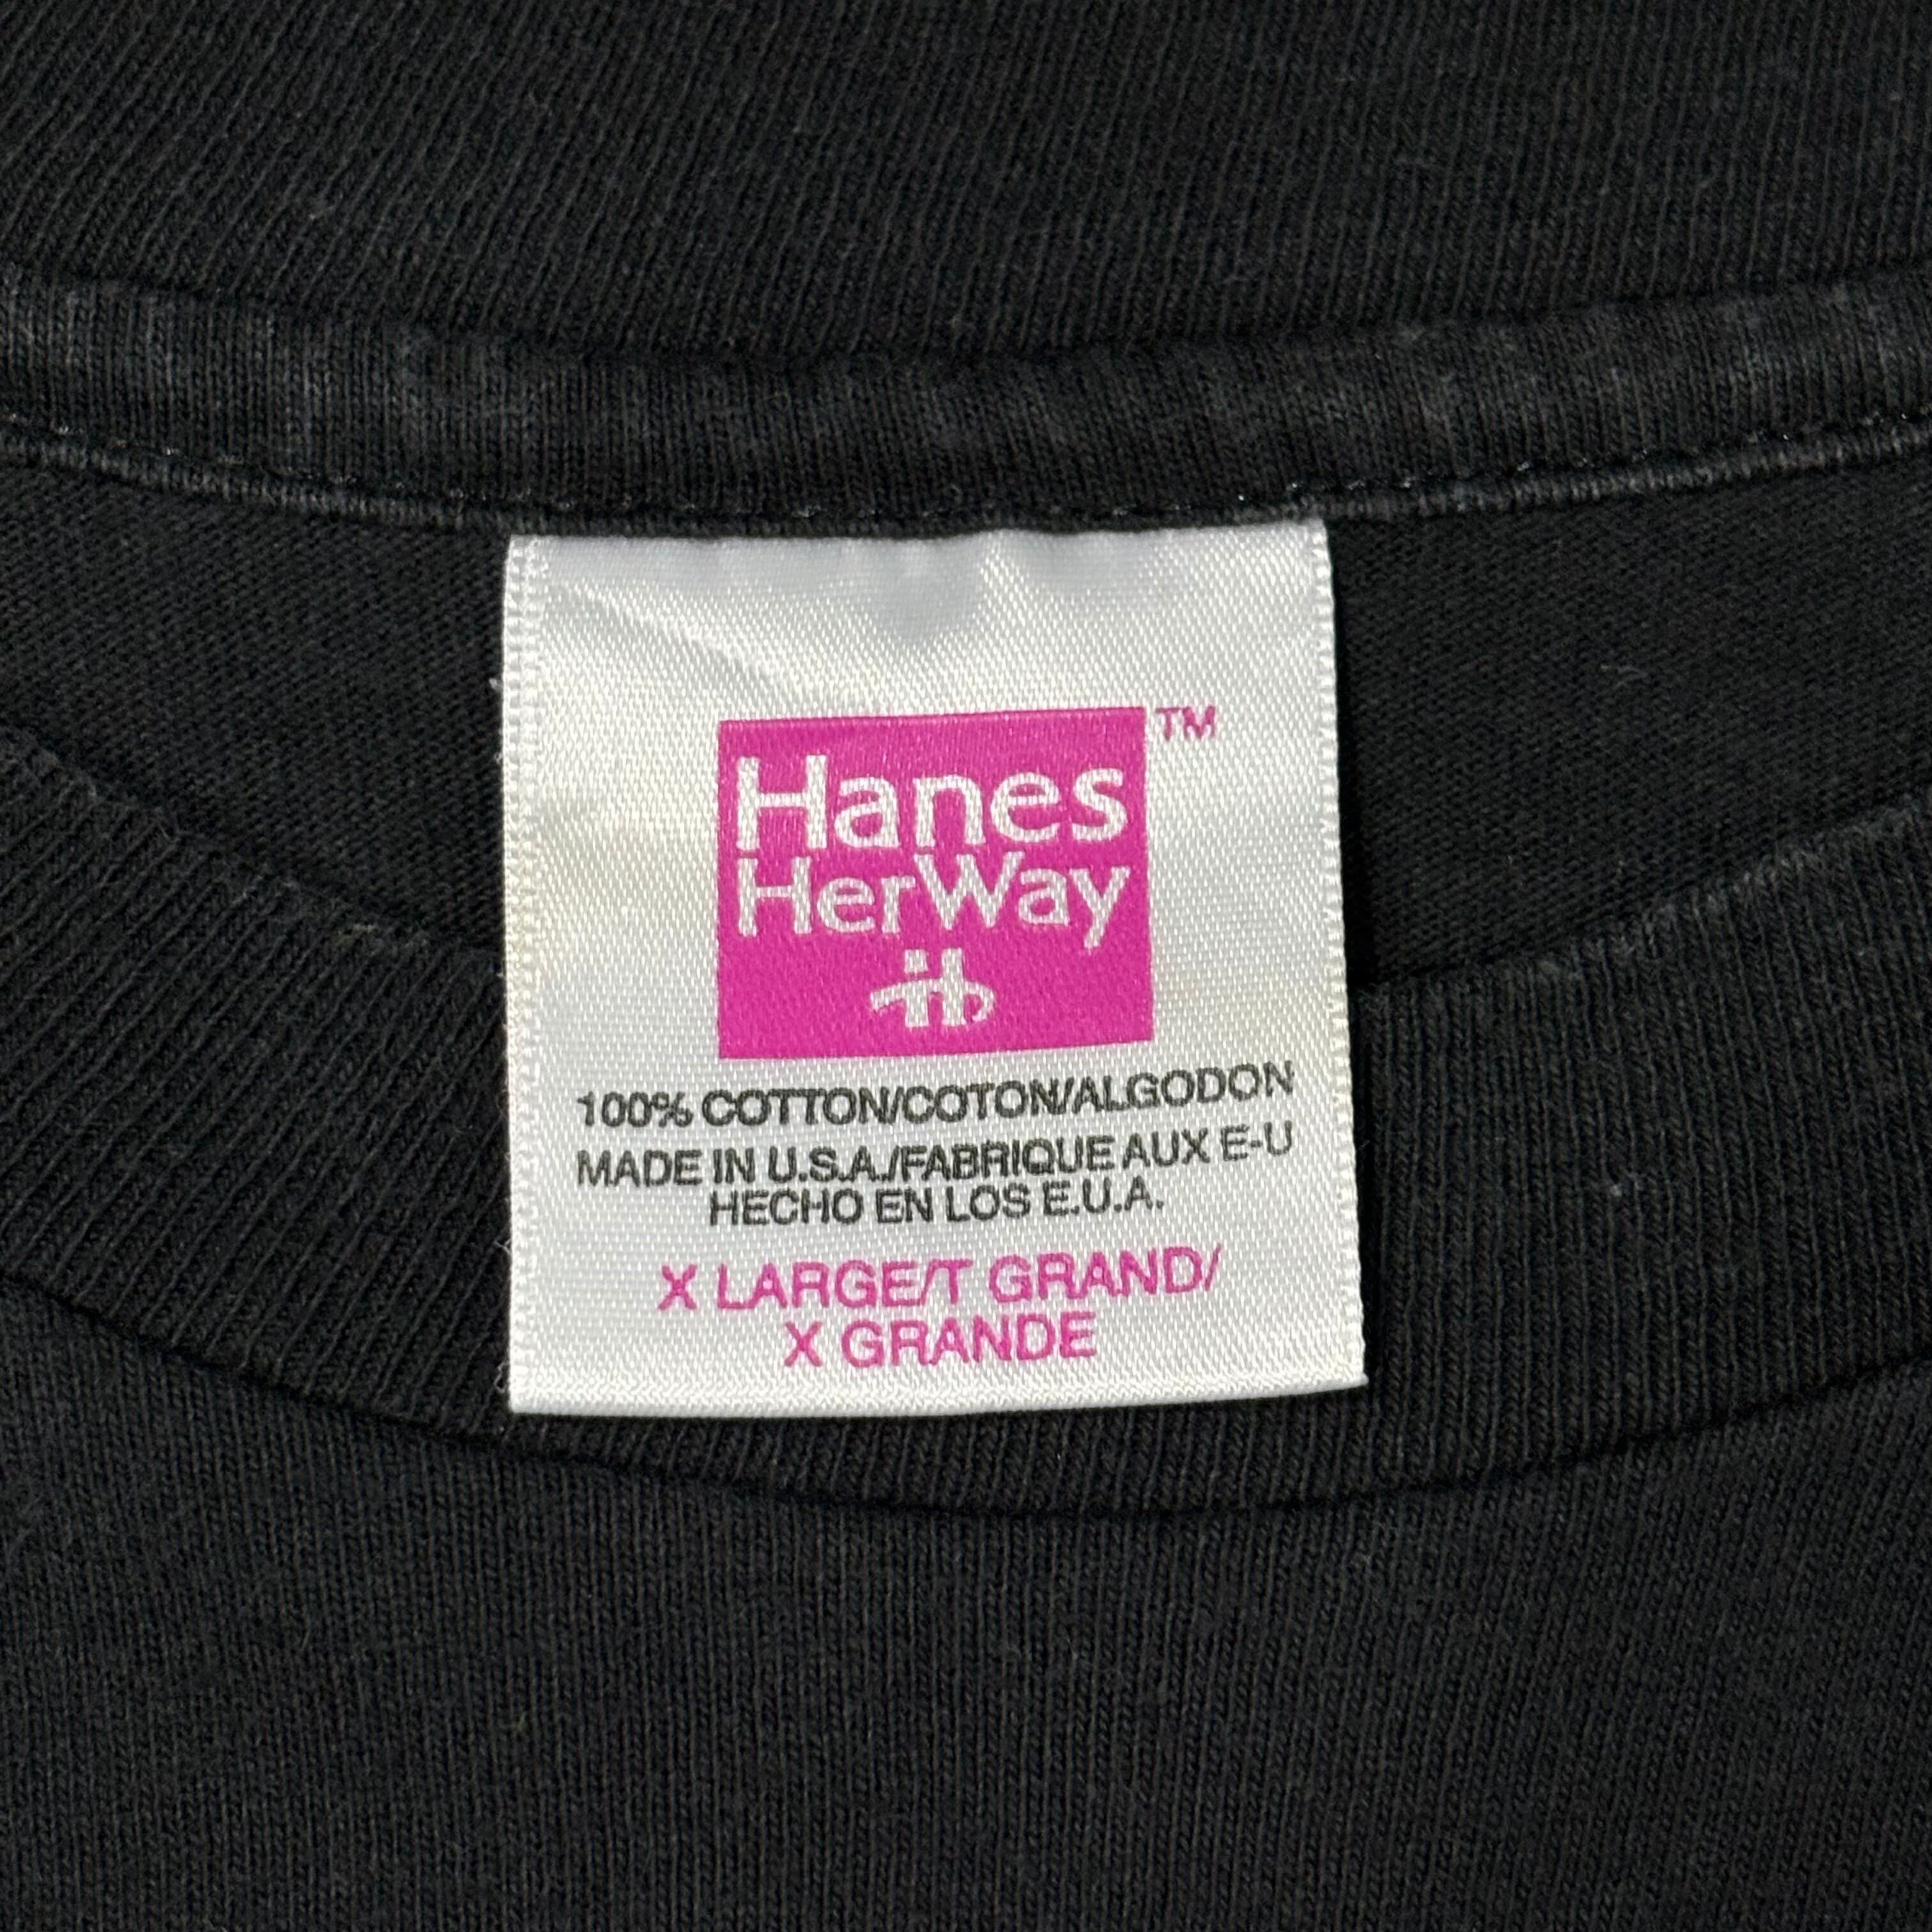 Hanes TM
HerWay
100% COTTON/COTON/ALGODON
MADE IN U.S.A./FABRIQUE AUX E-U
HECHO EN LOS E.U.A.
X LARGE/T GRAND/
X GRANDE